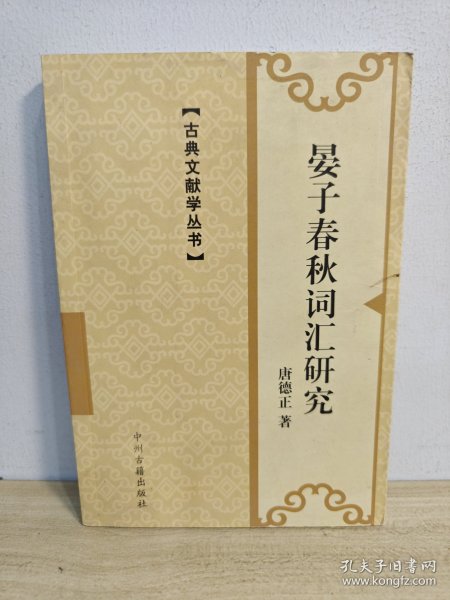 晏子春秋词汇研究
唐德正 著
【古典文献学丛书】
中州古籍出版社
孔夫子旧书网
www.kongfz.com